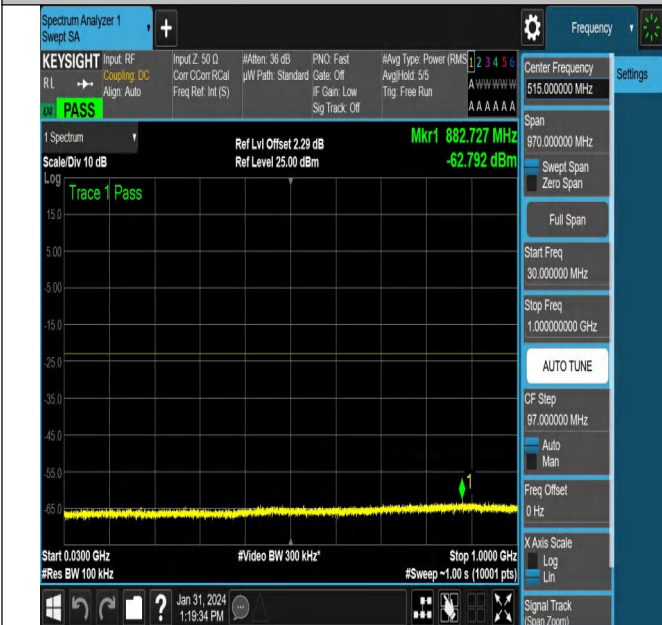 Spectrum Analyzer 1
Swept SA
+
Frequency
KEYSIGHT
RL
LXI
PASS
Input: RF
Coupling: DC
Align: Auto
Input Z: 50 Ω
Corr CCorr RCal
Freq Ref: Int (S)
#Atten: 36 dB
µW Path: Standard
PNO: Fast
Gate: Off
IF Gain: Low
Sig Track: Off
#Avg Type: Power (RMS
Avg|Hold: 5/5
Trig: Free Run
1 2 3 4 5 6
A W W W W W
A A A A A A
Center Frequency
515.000000 MHz
Settings
Span
970.000000 MHz
Swept Span
Zero Span
Full Span
Start Freq
30.000000 MHz
Stop Freq
1.000000000 GHz
AUTO TUNE
CF Step
97.000000 MHz
Auto
Man
Freq Offset
0 Hz
X Axis Scale
Log
Lin
Signal Track
(Span Zoom)
1 Spectrum
Scale/Div 10 dB
Ref Lvl Offset 2.29 dB
Ref Level 25.00 dBm
Mkr1 882.727 MHz
-62.792 dBm
Log
Trace 1 Pass
15.0
5.00
-5.00
-15.0
-25.0
-35.0
-45.0
-55.0
-65.0
1
Start 0.0300 GHz
#Res BW 100 kHz
#Video BW 300 kHz*
Stop 1.0000 GHz
#Sweep ~1.00 s (10001 pts)
?
Jan 31, 2024
1:19:34 PM